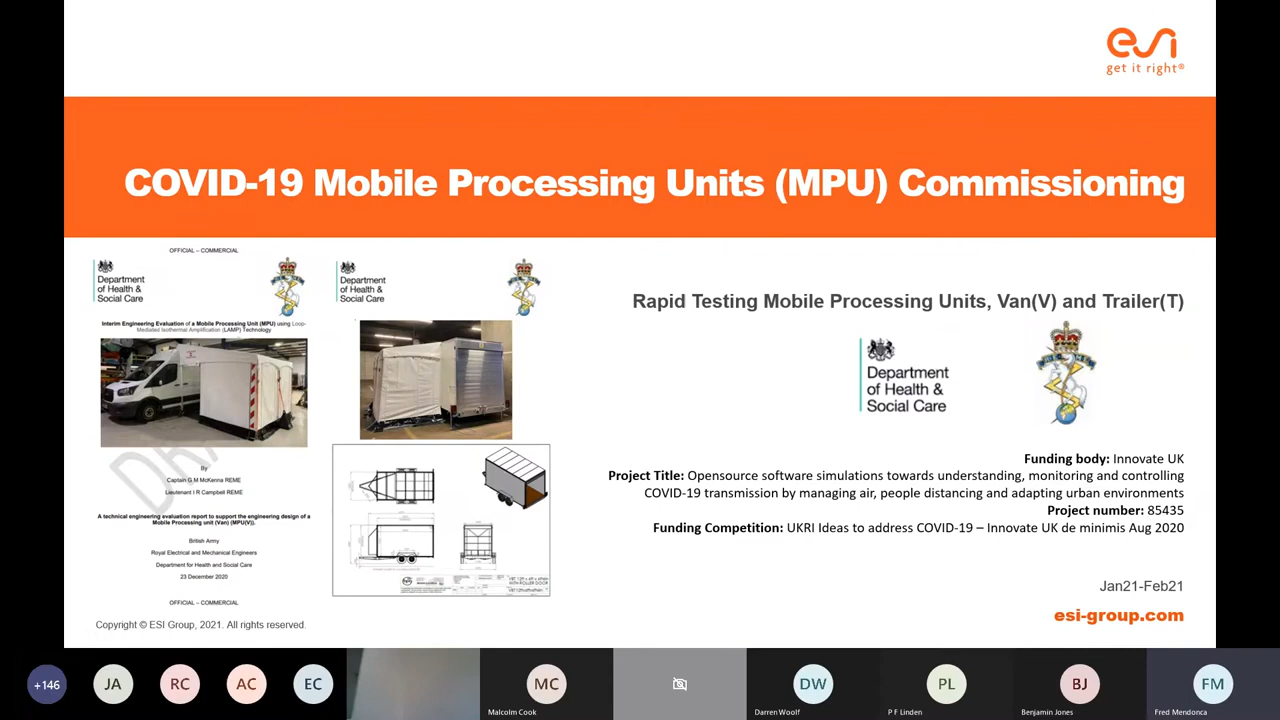 esi
get it right®
COVID-19 Mobile Processing Units (MPU) Commissioning
OFFICIAL – COMMERCIAL
Department
of Health &
Social Care
Interim Engineering Evaluation of a Mobile Processing Unit (MPU) using Loop-
Mediated Isothermal Amplification (LAMP) Technology
By
Captain G M McKenna REME
Lieutenant I R Campbell REME
A technical engineering evaluation report to support the engineering design of a
Mobile Processing unit (Van) (MPU(V)).
British Army
Royal Electrical and Mechanical Engineers
Department for Health and Social Care
23 December 2020
OFFICIAL – COMMERCIAL
Department
of Health &
Social Care
Rapid Testing Mobile Processing Units, Van(V) and Trailer(T)
Department
of Health &
Social Care
Funding body: Innovate UK
Project Title: Opensource software simulations towards understanding, monitoring and controlling
COVID-19 transmission by managing air, people distancing and adapting urban environments
Project number: 85435
Funding Competition: UKRI Ideas to address COVID-19 – Innovate UK de minimis Aug 2020
Jan21-Feb21
esi-group.com
Copyright © ESI Group, 2021. All rights reserved.
+146
JA
RC
AC
EC
MC
Malcolm Cook
DW
Darren Woolf
PL
P F Linden
BJ
Benjamin Jones
FM
Fred Mendonca